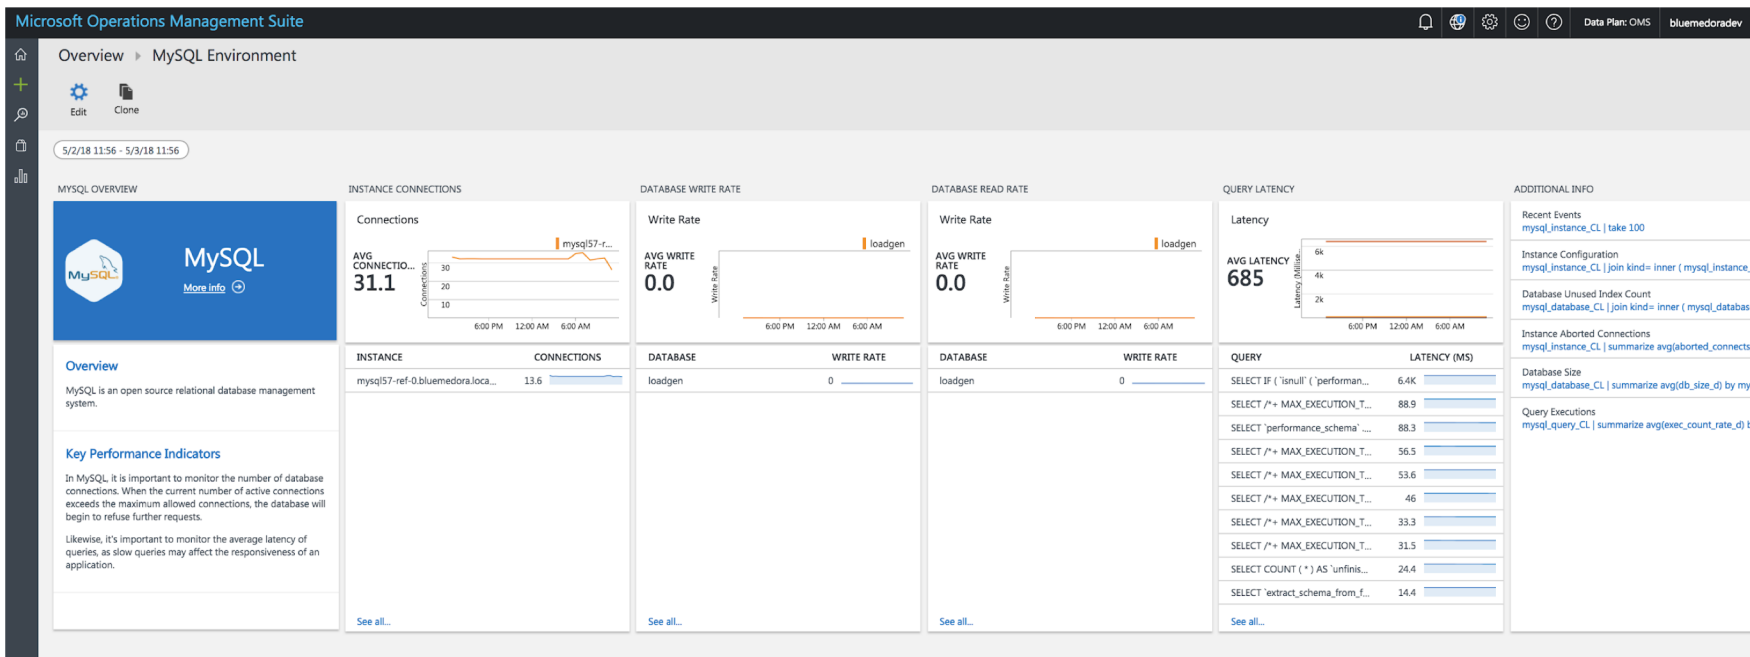 Microsoft Operations Management Suite
Data Plan: OMS
bluemedoradev
Overview
MySQL Environment
Edit
Clone
5/2/18 11:56 - 5/3/18 11:56
MYSQL OVERVIEW
MySQL
MySQL
More info
Overview
MySQL is an open source relational database management
system.
Key Performance Indicators
In MySQL, it is important to monitor the number of database
connections. When the current number of active connections
exceeds the maximum allowed connections, the database will
begin to refuse further requests.
Likewise, it's important to monitor the average latency of
queries, as slow queries may affect the responsiveness of an
application.
INSTANCE CONNECTIONS
Connections
mysql57-r...
AVG
CONNECTIO...
31.1
Connections
30
20
10
6:00 PM 12:00 AM 6:00 AM
INSTANCE CONNECTIONS
mysql57-ref-0.bluemedora.loca... 13.6
See all...
DATABASE WRITE RATE
Write Rate
loadgen
AVG WRITE
RATE
0.0
Write Rate
6:00 PM 12:00 AM 6:00 AM
DATABASE WRITE RATE
loadgen 0
See all...
DATABASE READ RATE
Write Rate
loadgen
AVG WRITE
RATE
0.0
Write Rate
6:00 PM 12:00 AM 6:00 AM
DATABASE WRITE RATE
loadgen 0
See all...
QUERY LATENCY
Latency
AVG LATENCY
685
Latency (Millise...
6k
4k
2k
6:00 PM 12:00 AM 6:00 AM
QUERY LATENCY (MS)
SELECT IF ( `isnull` ( `performan... 6.4K
SELECT /*+ MAX_EXECUTION_T... 88.9
SELECT `performance_schema` .... 88.3
SELECT /*+ MAX_EXECUTION_T... 56.5
SELECT /*+ MAX_EXECUTION_T... 53.6
SELECT /*+ MAX_EXECUTION_T... 46
SELECT /*+ MAX_EXECUTION_T... 33.3
SELECT /*+ MAX_EXECUTION_T... 31.5
SELECT COUNT ( * ) AS `unfinis... 24.4
SELECT `extract_schema_from_f... 14.4
See all...
ADDITIONAL INFO
Recent Events
mysql_instance_CL | take 100
Instance Configuration
mysql_instance_CL | join kind= inner ( mysql_instance_
Database Unused Index Count
mysql_database_CL | join kind= inner ( mysql_databas
Instance Aborted Connections
mysql_instance_CL | summarize avg(aborted_connects
Database Size
mysql_database_CL | summarize avg(db_size_d) by my
Query Executions
mysql_query_CL | summarize avg(exec_count_rate_d) b